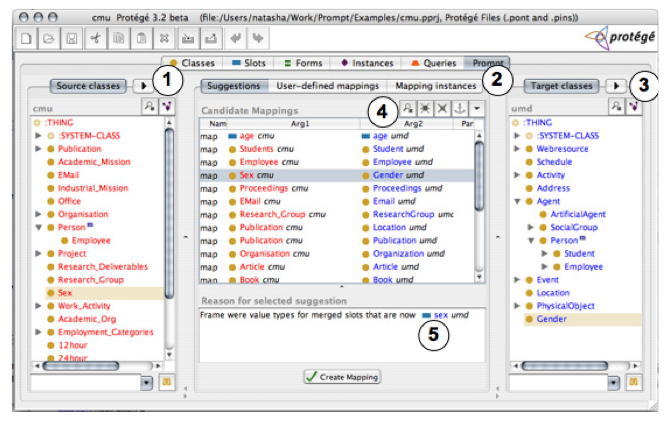 cmu Protégé 3.2 beta (file:/Users/natasha/Work/Prompt/Examples/cmu.pprj, Protégé Files (.pont and .pins))
protégé
Classes Slots Forms Instances Queries Prompt
Source classes 1
Suggestions User-defined mappings Mapping instances 2
Target classes 3
cmu
:THING
:SYSTEM-CLASS
Publication
Academic_Mission
EMail
Industrial_Mission
Office
Organisation
Person m
Employee
Project
Research_Deliverables
Research_Group
Sex
Work_Activity
Academic_Org
Employment_Categories
12hour
24hour
Candidate Mappings 4
Nam Arg1 Arg2 Par
map age cmu age umd
map Students cmu Student umd
map Employee cmu Employee umd
map Sex cmu Gender umd
map Proceedings cmu Proceedings umd
map EMail cmu Email umd
map Research_Group cmu ResearchGroup umd
map Publication cmu Location umd
map Publication cmu Publication umd
map Organisation cmu Organization umd
map Article cmu Article umd
map Book cmu Book umd
Reason for selected suggestion
Frame were value types for merged slots that are now sex umd
5
Create Mapping
umd
:THING
:SYSTEM-CLASS
Webresource
Schedule
Activity
Address
Agent
ArtificialAgent
SocialGroup
Person m
Student
Employee
Event
Location
PhysicalObject
Gender